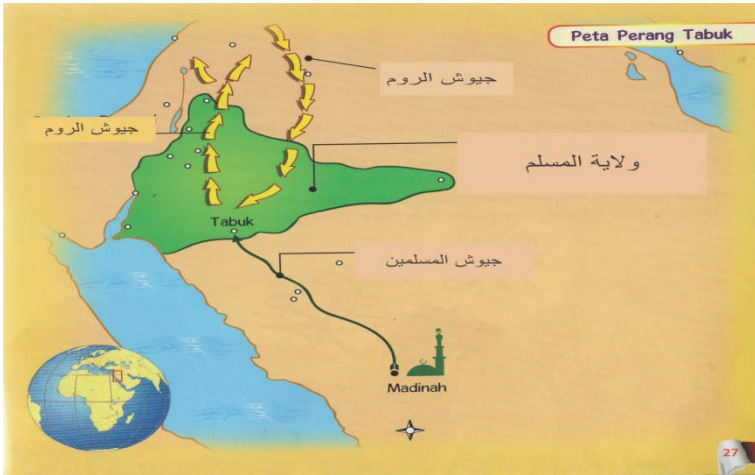 Peta Perang Tabuk
جيوش الروم
جيوش الروم
ولاية المسلم
Tabuk
جيوش المسلمين
Madinah
27